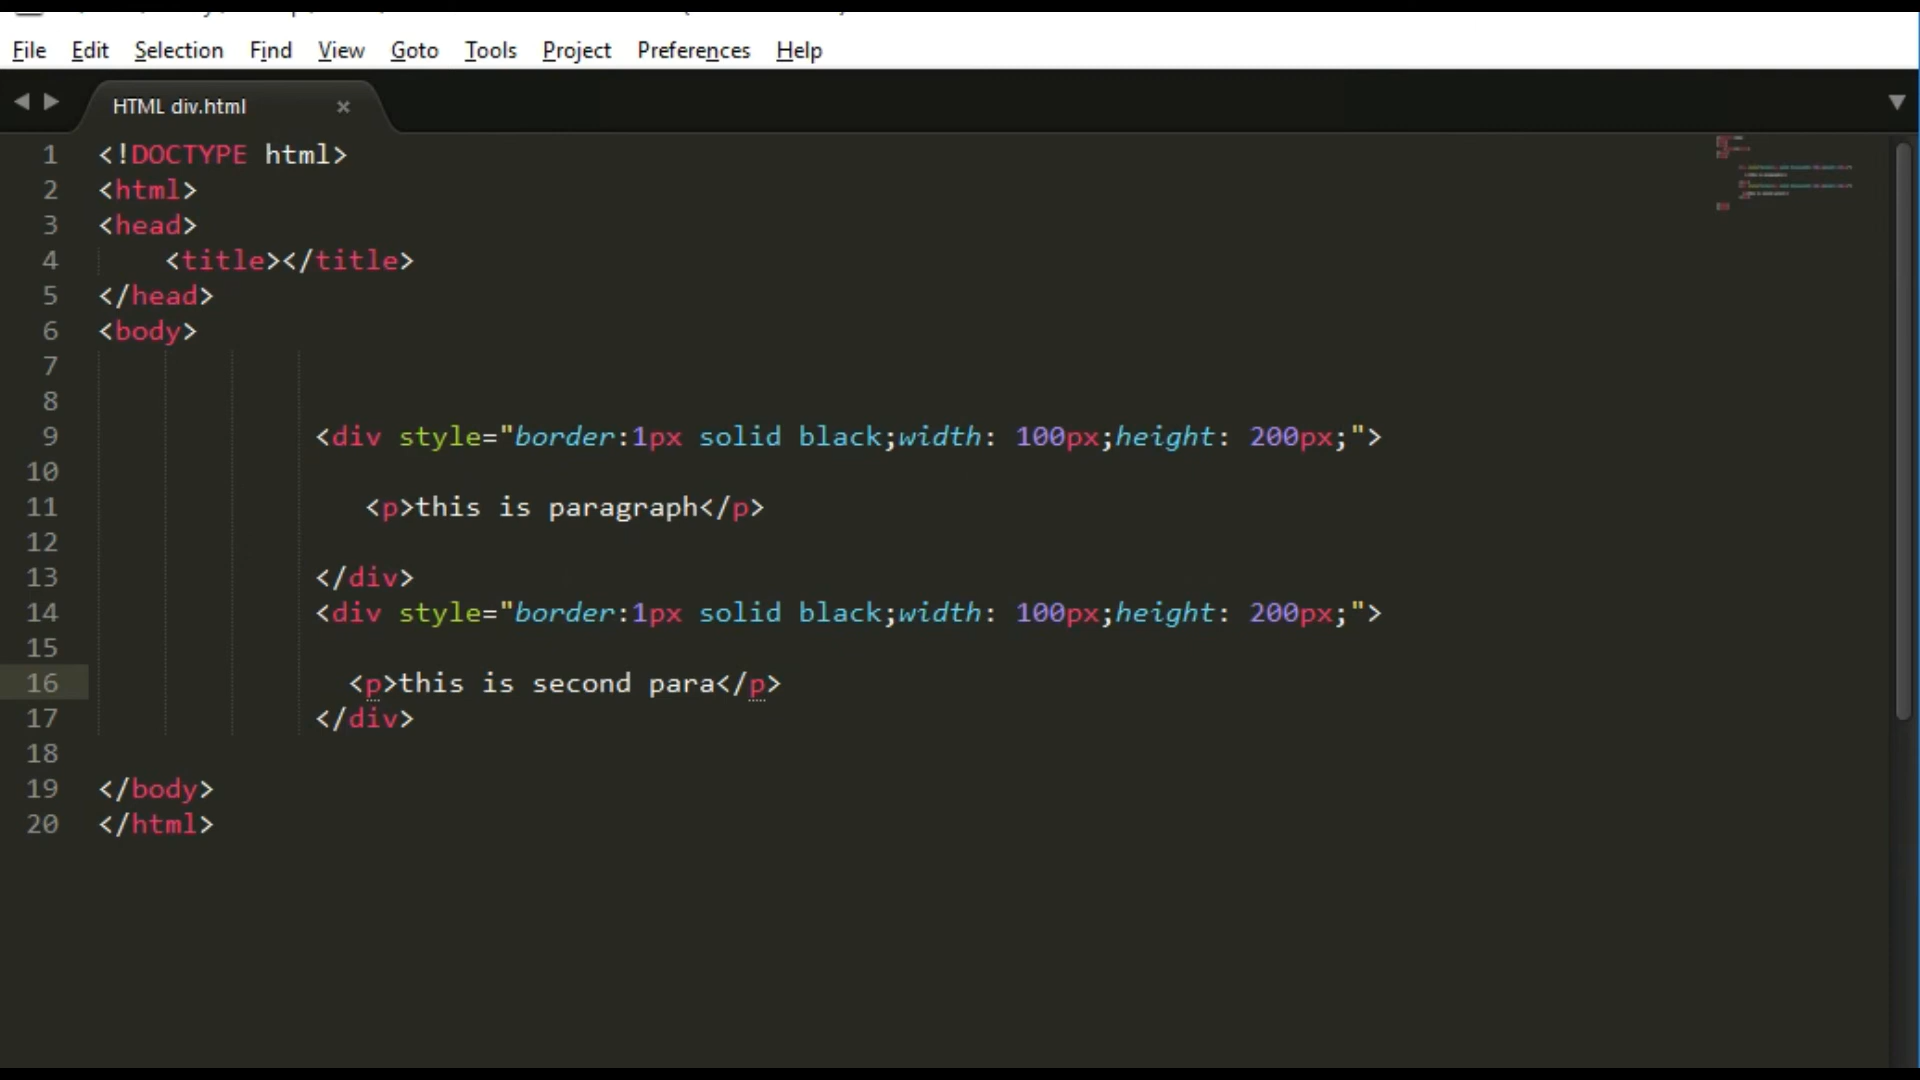 File Edit Selection Find View Goto Tools Project Preferences Help
HTML div.html
1 <!DOCTYPE html>
2 <html>
3 <head>
4 <title></title>
5 </head>
6 <body>
7
8
9 <div style="border:1px solid black;width: 100px;height: 200px;">
10
11 <p>this is paragraph</p>
12
13 </div>
14 <div style="border:1px solid black;width: 100px;height: 200px;">
15
16 <p>this is second para</p>
17 </div>
18
19 </body>
20 </html>